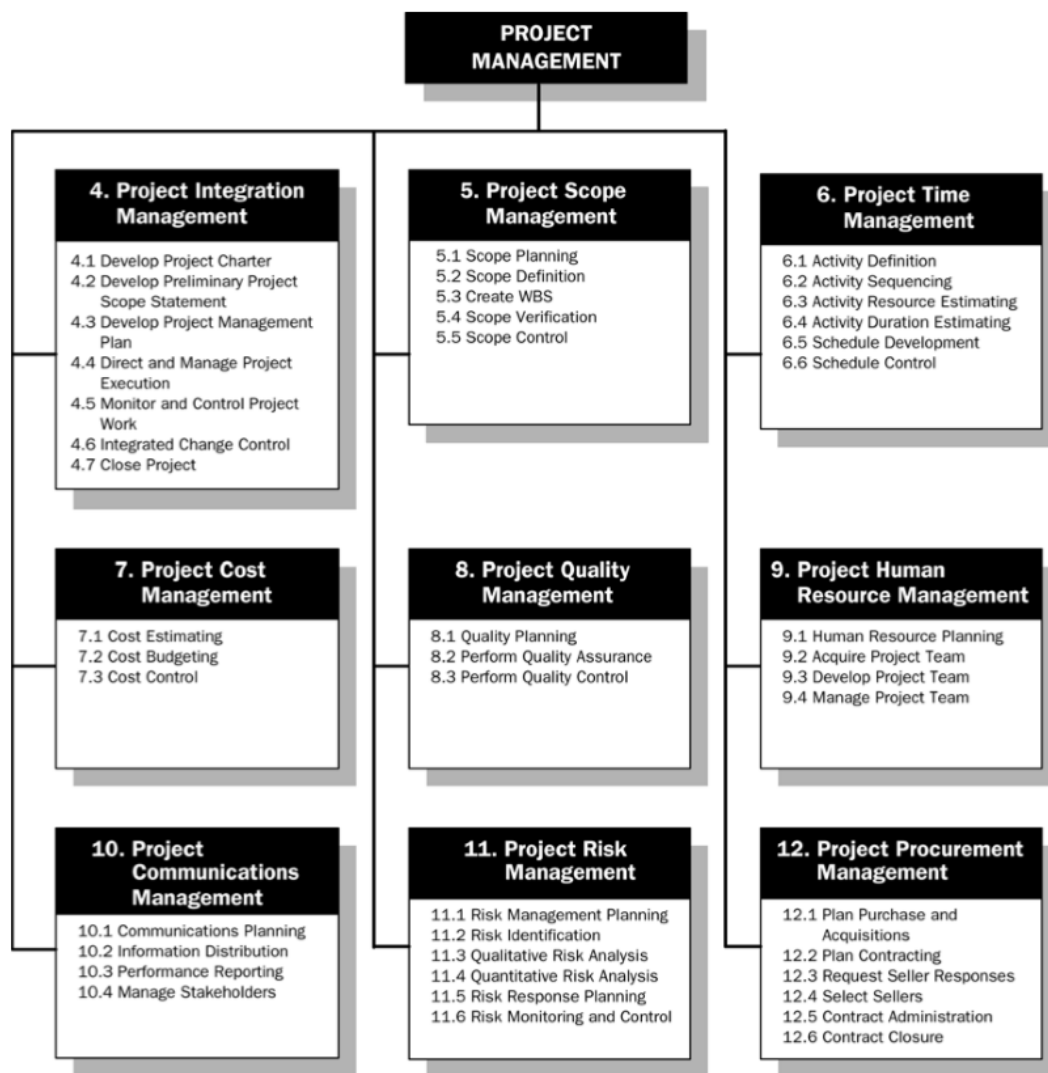 PROJECT
MANAGEMENT
4. Project Integration
Management
4.1 Develop Project Charter
4.2 Develop Preliminary Project
Scope Statement
4.3 Develop Project Management
Plan
4.4 Direct and Manage Project
Execution
4.5 Monitor and Control Project
Work
4.6 Integrated Change Control
4.7 Close Project
5. Project Scope
Management
5.1 Scope Planning
5.2 Scope Definition
5.3 Create WBS
5.4 Scope Verification
5.5 Scope Control
6. Project Time
Management
6.1 Activity Definition
6.2 Activity Sequencing
6.3 Activity Resource Estimating
6.4 Activity Duration Estimating
6.5 Schedule Development
6.6 Schedule Control
7. Project Cost
Management
7.1 Cost Estimating
7.2 Cost Budgeting
7.3 Cost Control
8. Project Quality
Management
8.1 Quality Planning
8.2 Perform Quality Assurance
8.3 Perform Quality Control
9. Project Human
Resource Management
9.1 Human Resource Planning
9.2 Acquire Project Team
9.3 Develop Project Team
9.4 Manage Project Team
10. Project
Communications
Management
10.1 Communications Planning
10.2 Information Distribution
10.3 Performance Reporting
10.4 Manage Stakeholders
11. Project Risk
Management
11.1 Risk Management Planning
11.2 Risk Identification
11.3 Qualitative Risk Analysis
11.4 Quantitative Risk Analysis
11.5 Risk Response Planning
11.6 Risk Monitoring and Control
12. Project Procurement
Management
12.1 Plan Purchase and
Acquisitions
12.2 Plan Contracting
12.3 Request Seller Responses
12.4 Select Sellers
12.5 Contract Administration
12.6 Contract Closure